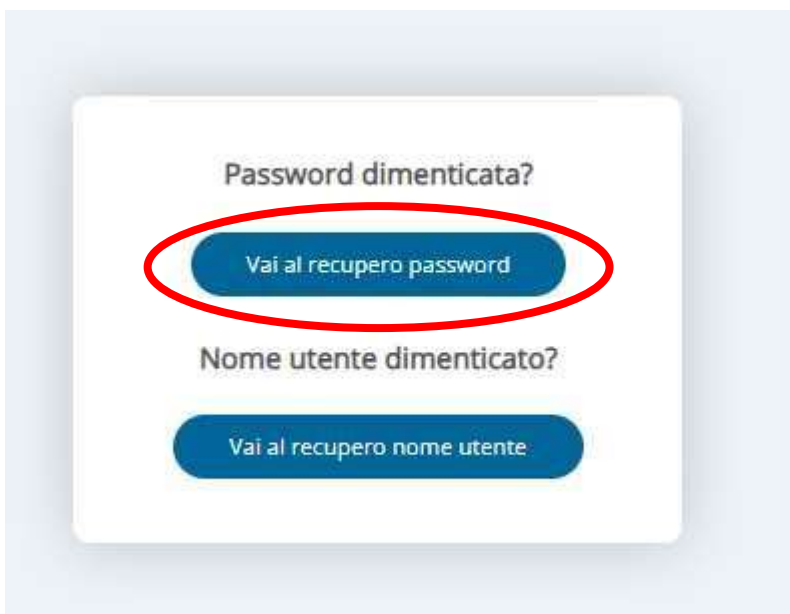 Password dimenticata?
Vai al recupero password
Nome utente dimenticato?
Vai al recupero nome utente